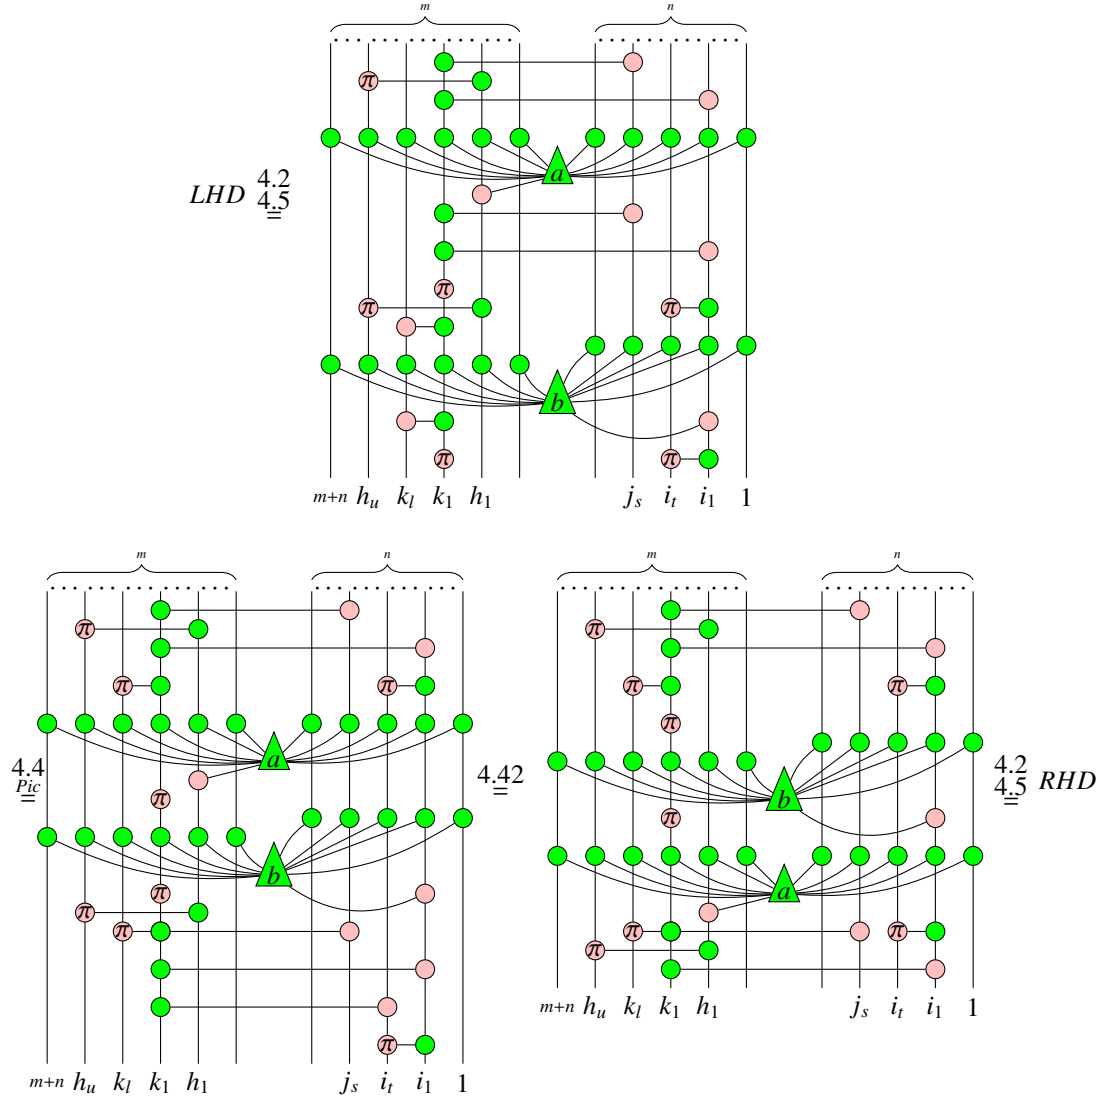 m n
π
a
LHD 4.2
4.5
=
π
π π
b
π π
m+n h_u k_l k_1 h_1 j_s i_t i_1 1
m n m n
π π
π π π π
π
a
4.4
Pic
=
π
4.42
=
b
4.2
4.5
=
RHD
π
b
π
a
π
π π π
π
π
m+n h_u k_l k_1 h_1 j_s i_t i_1 1
m+n h_u k_l k_1 h_1 j_s i_t i_1 1